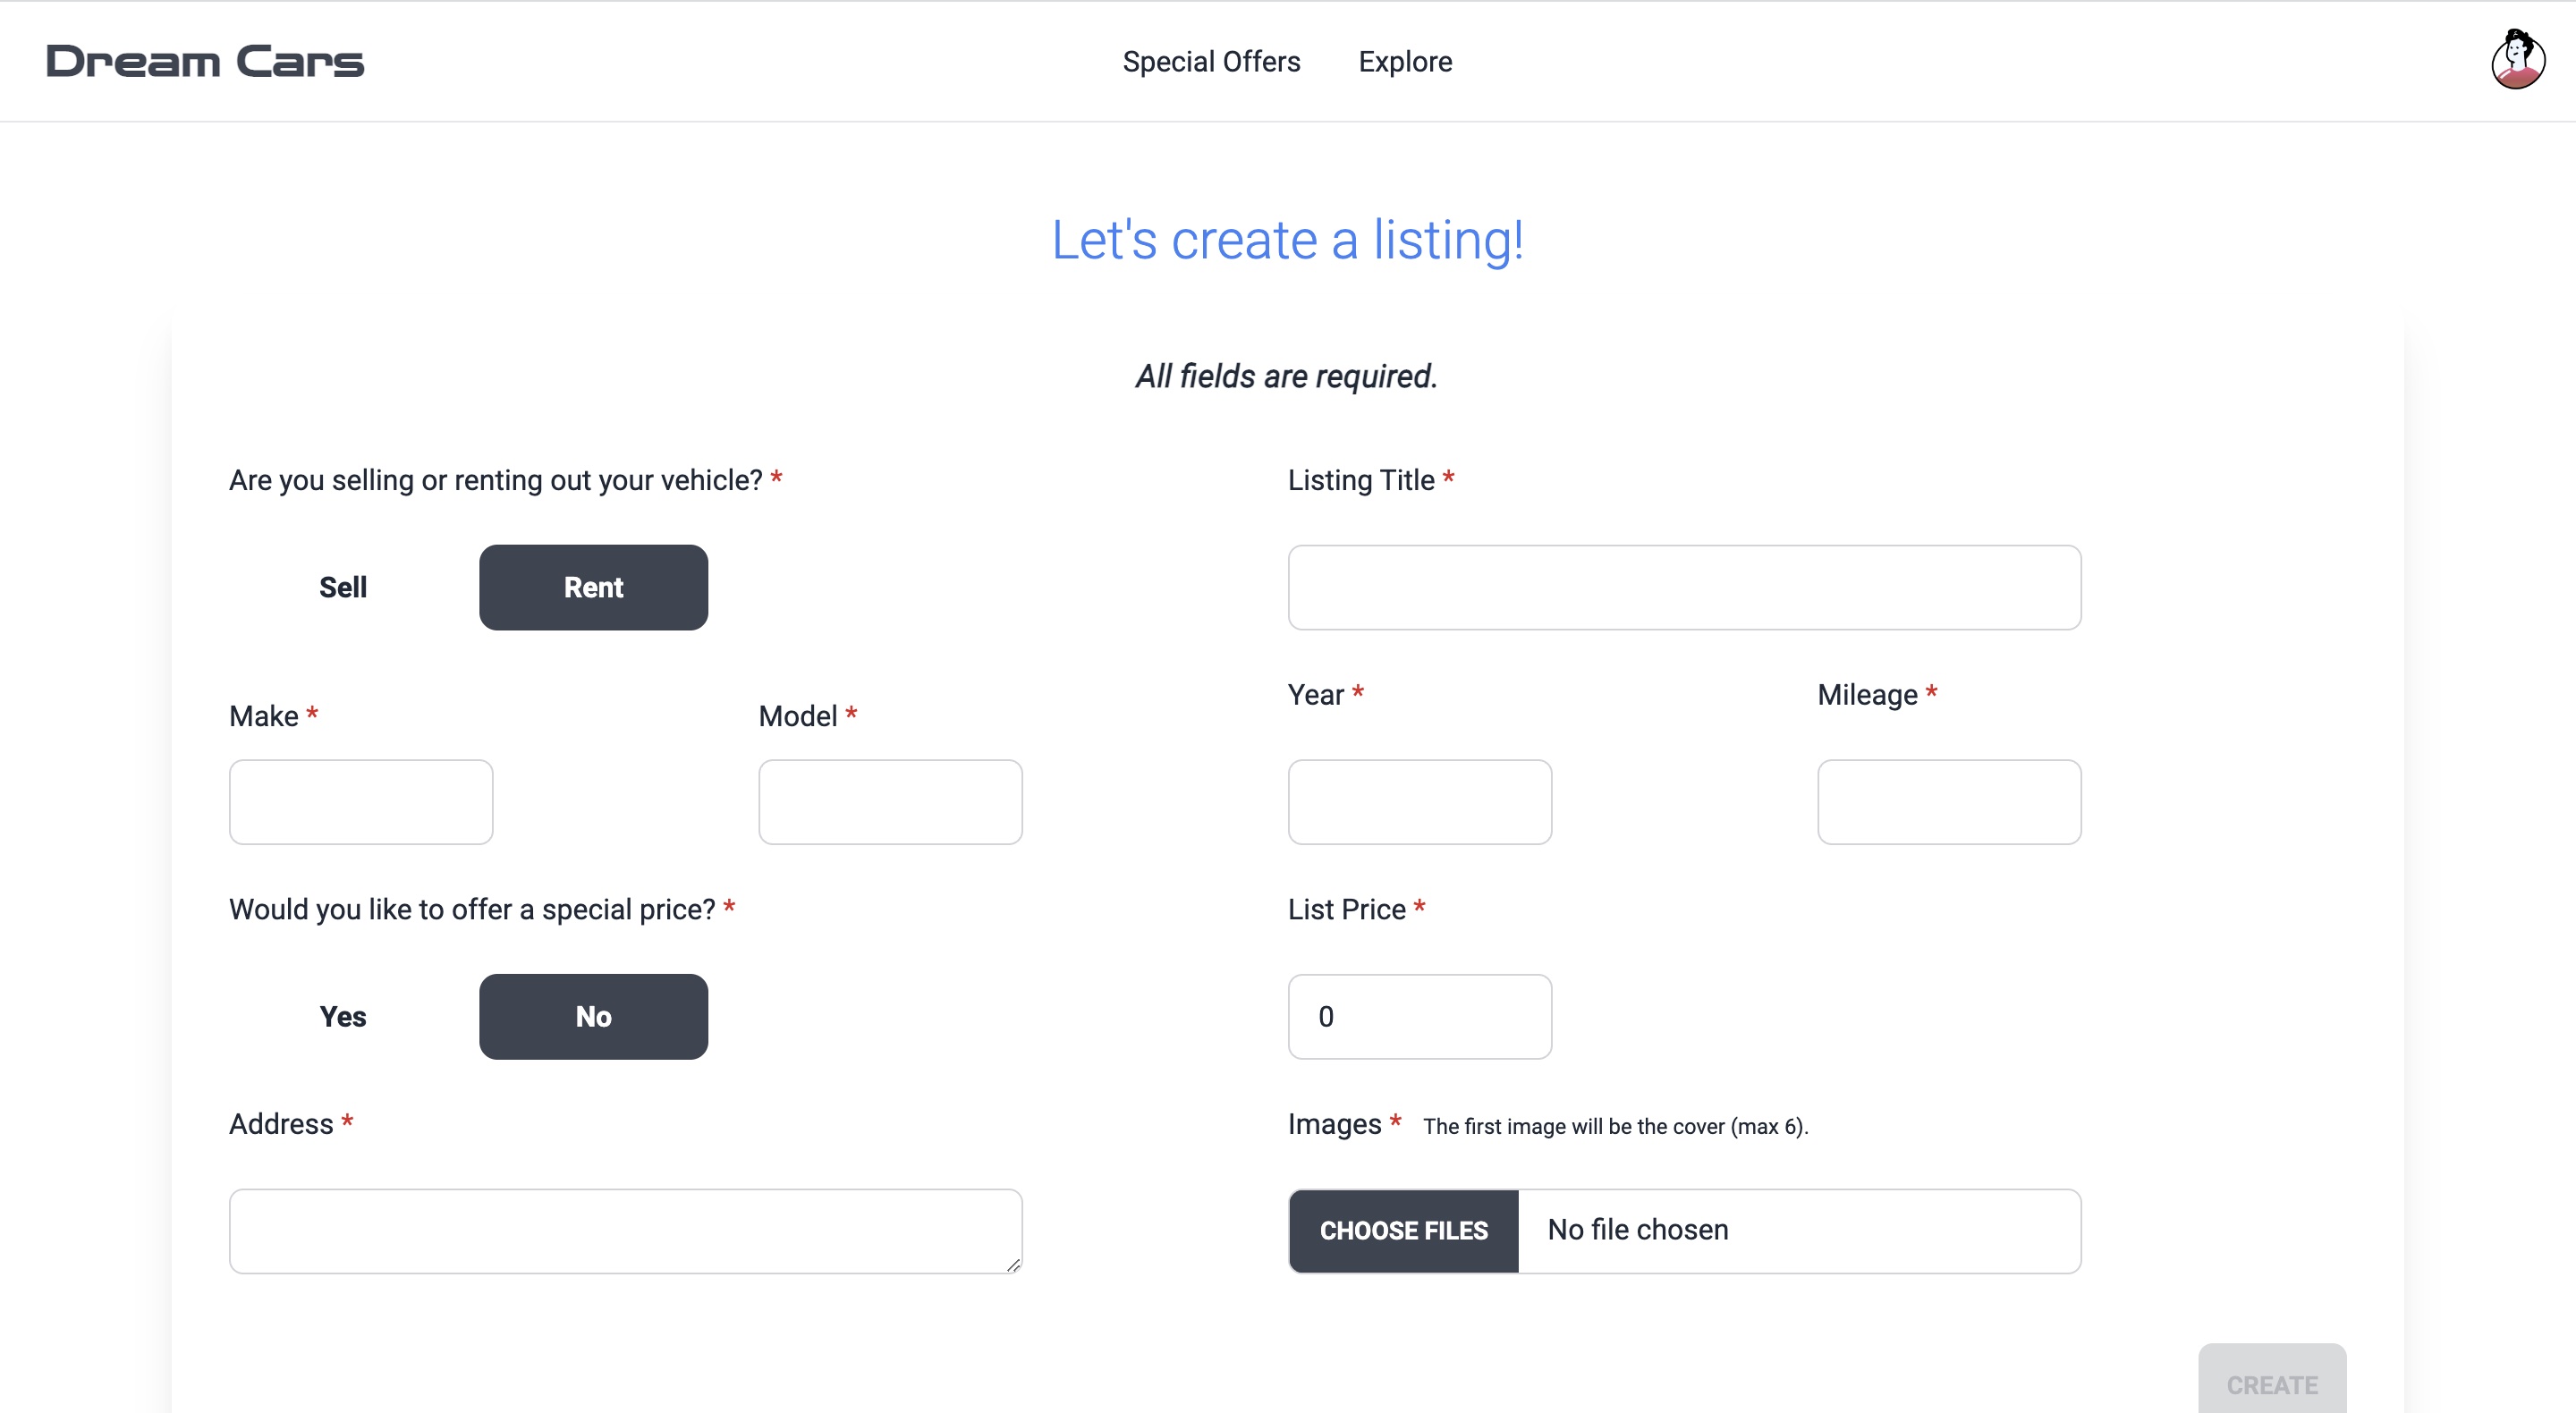 Dream Cars
Special Offers
Explore
Let's create a listing!
All fields are required.
Are you selling or renting out your vehicle? *
Sell
Rent
Listing Title *
Make *
Model *
Year *
Mileage *
Would you like to offer a special price? *
Yes
No
List Price *
0
Address *
Images * The first image will be the cover (max 6).
CHOOSE FILES
No file chosen
CREATE